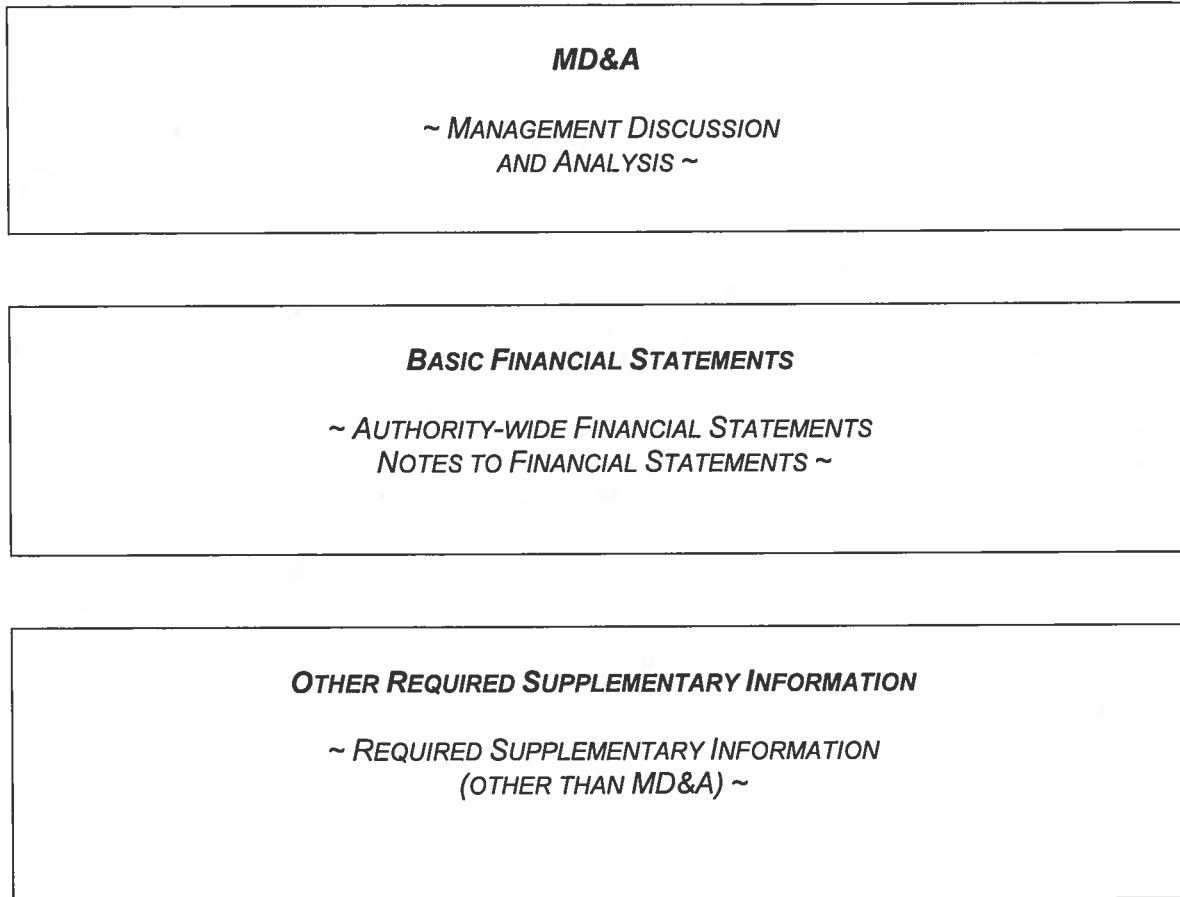 MD&A
~ MANAGEMENT DISCUSSION
AND ANALYSIS ~
BASIC FINANCIAL STATEMENTS
~ AUTHORITY-WIDE FINANCIAL STATEMENTS
NOTES TO FINANCIAL STATEMENTS ~
OTHER REQUIRED SUPPLEMENTARY INFORMATION
~ REQUIRED SUPPLEMENTARY INFORMATION
(OTHER THAN MD&A) ~